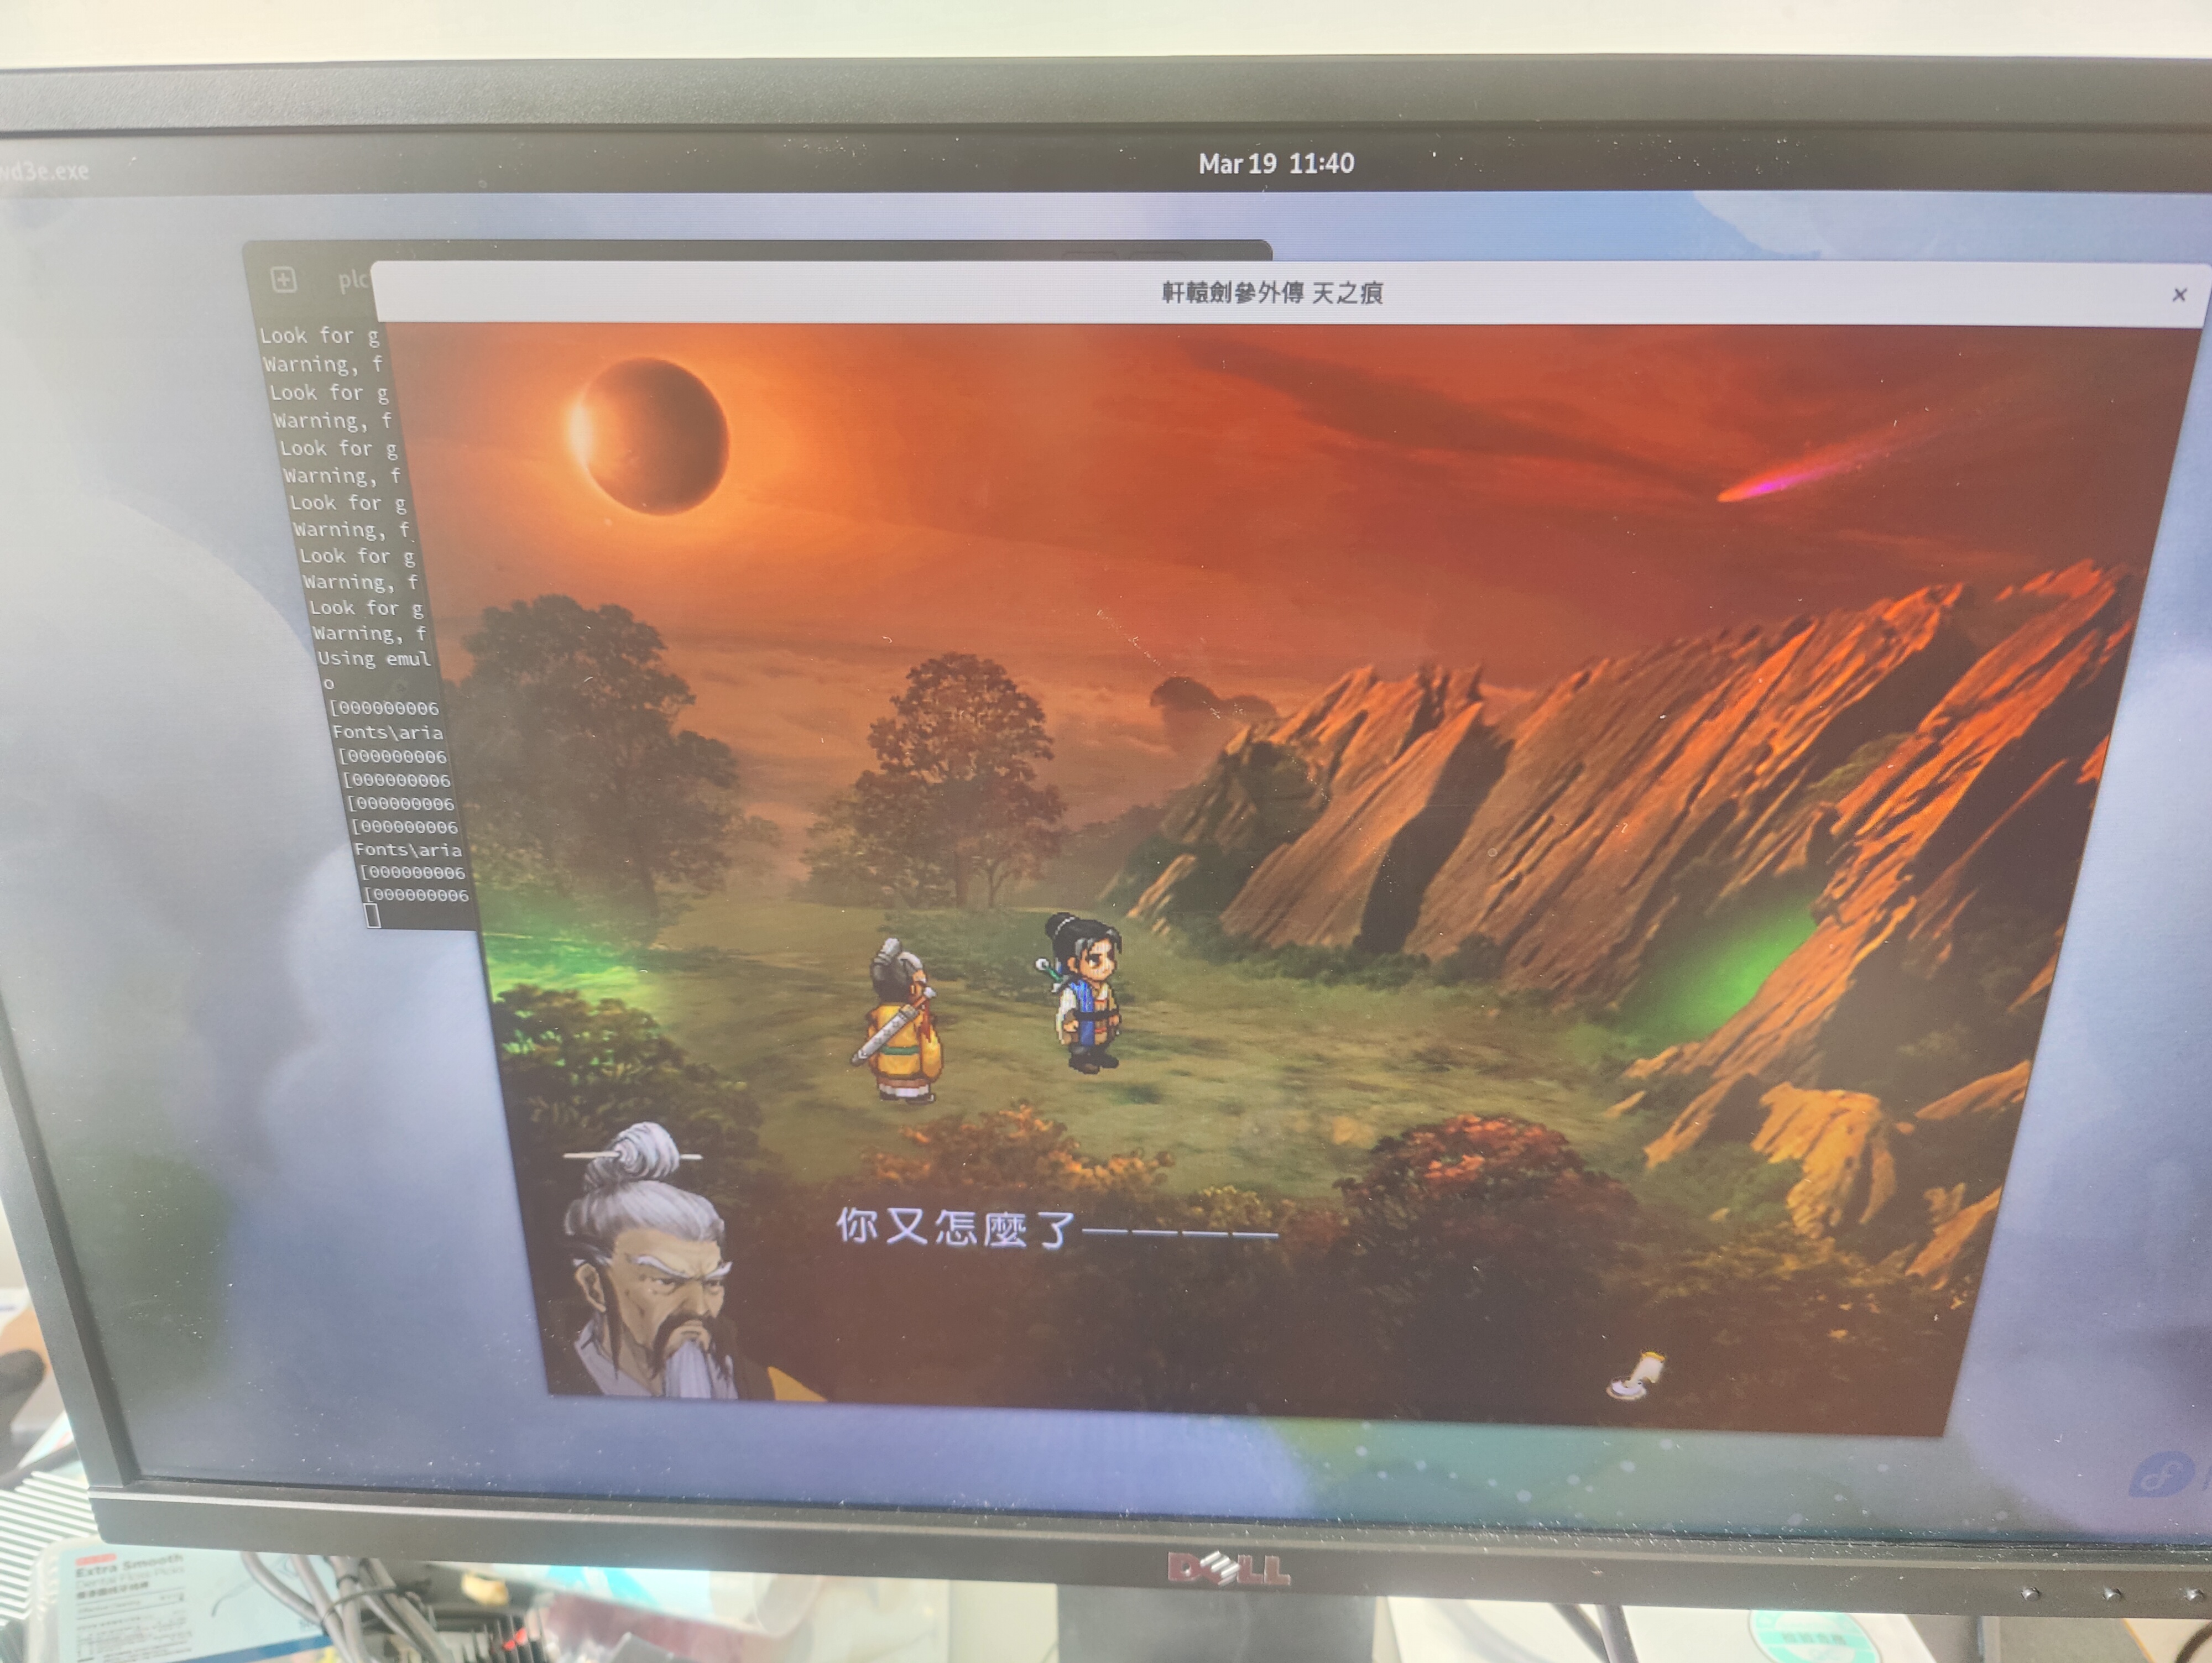 wd3e.exe
Mar 19 11:40
plc
軒轅劍參外傳 天之痕
Look for g
Warning, f
Look for g
Warning, f
Look for g
Warning, f
Look for g
Warning, f
Look for g
Warning, f
Look for g
Warning, f
Using emul
o
[000000006
Fonts\aria
[000000006
[000000006
[000000006
[000000006
Fonts\aria
[000000006
[000000006
你又怎麼了————
DELL
Extra Smooth